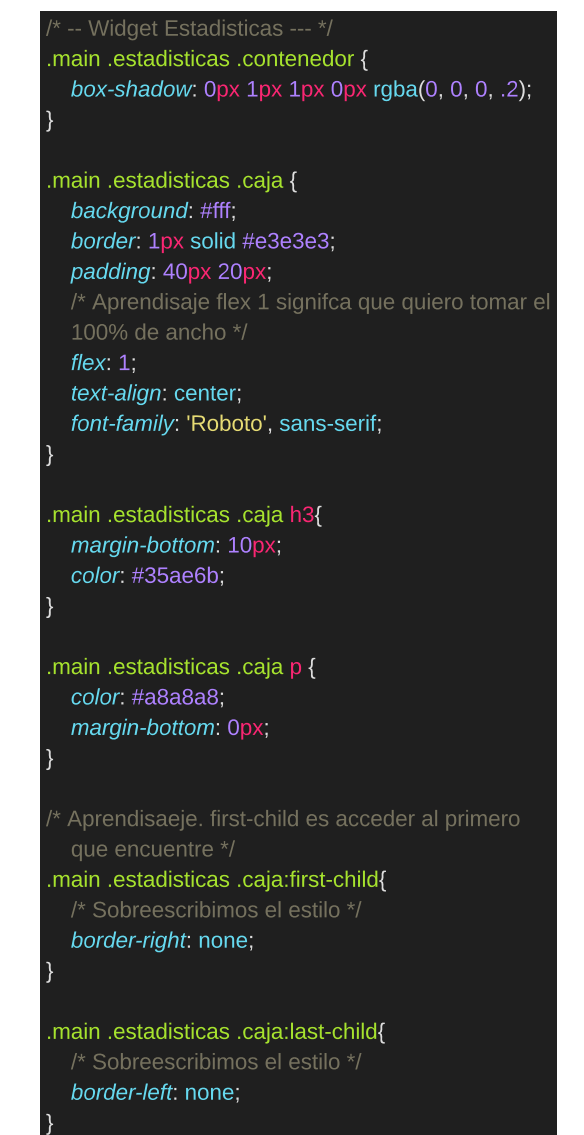 /* -- Widget Estadisticas --- */
.main .estadisticas .contenedor {
box-shadow: 0px 1px 1px 0px rgba(0, 0, 0, .2);
}
.main .estadisticas .caja {
background: #fff;
border: 1px solid #e3e3e3;
padding: 40px 20px;
/* Aprendisaje flex 1 signifca que quiero tomar el
100% de ancho */
flex: 1;
text-align: center;
font-family: 'Roboto', sans-serif;
}
.main .estadisticas .caja h3{
margin-bottom: 10px;
color: #35ae6b;
}
.main .estadisticas .caja p {
color: #a8a8a8;
margin-bottom: 0px;
}
/* Aprendisaeje. first-child es acceder al primero
que encuentre */
.main .estadisticas .caja:first-child{
/* Sobreescribimos el estilo */
border-right: none;
}
.main .estadisticas .caja:last-child{
/* Sobreescribimos el estilo */
border-left: none;
}